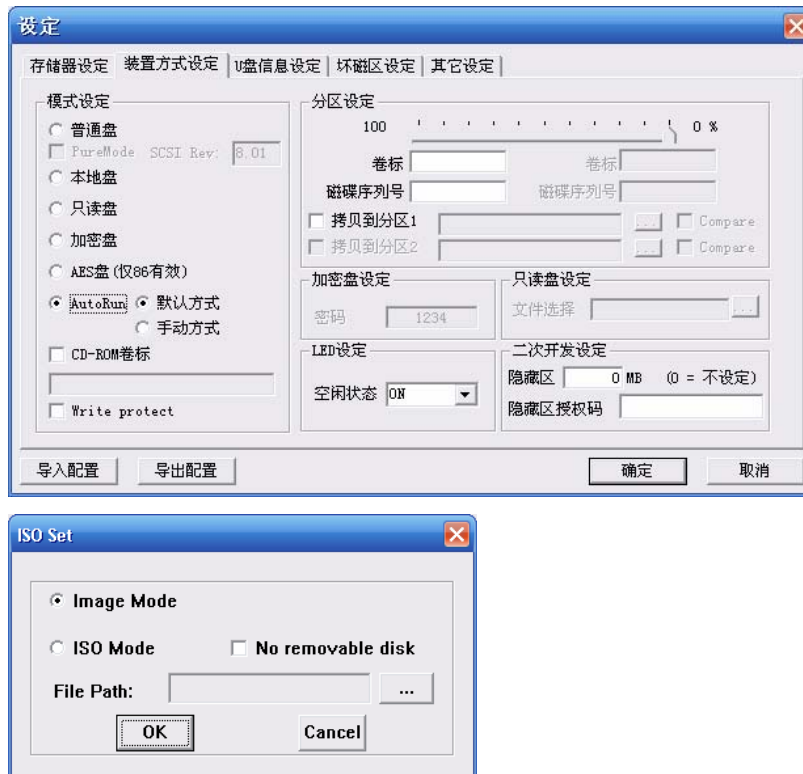 设定
存储器设定 装置方式设定 U盘信息设定 坏磁区设定 其它设定
模式设定
普通盘
PureMode SCSI Rev: 8.01
本地盘
只读盘
加密盘
AES盘(仅86有效)
AutoRun 默认方式
手动方式
CD-ROM卷标
Write protect
分区设定
100 0 %
卷标 卷标
磁碟序列号 磁碟序列号
拷贝到分区1 ... Compare
拷贝到分区2 ... Compare
加密盘设定
密码 1234
只读盘设定
文件选择 ...
LED设定
空闲状态 ON
二次开发设定
隐藏区 0 MB (0 = 不设定)
隐藏区授权码
导入配置 导出配置 确定 取消
ISO Set
Image Mode
ISO Mode No removable disk
File Path: ...
OK Cancel